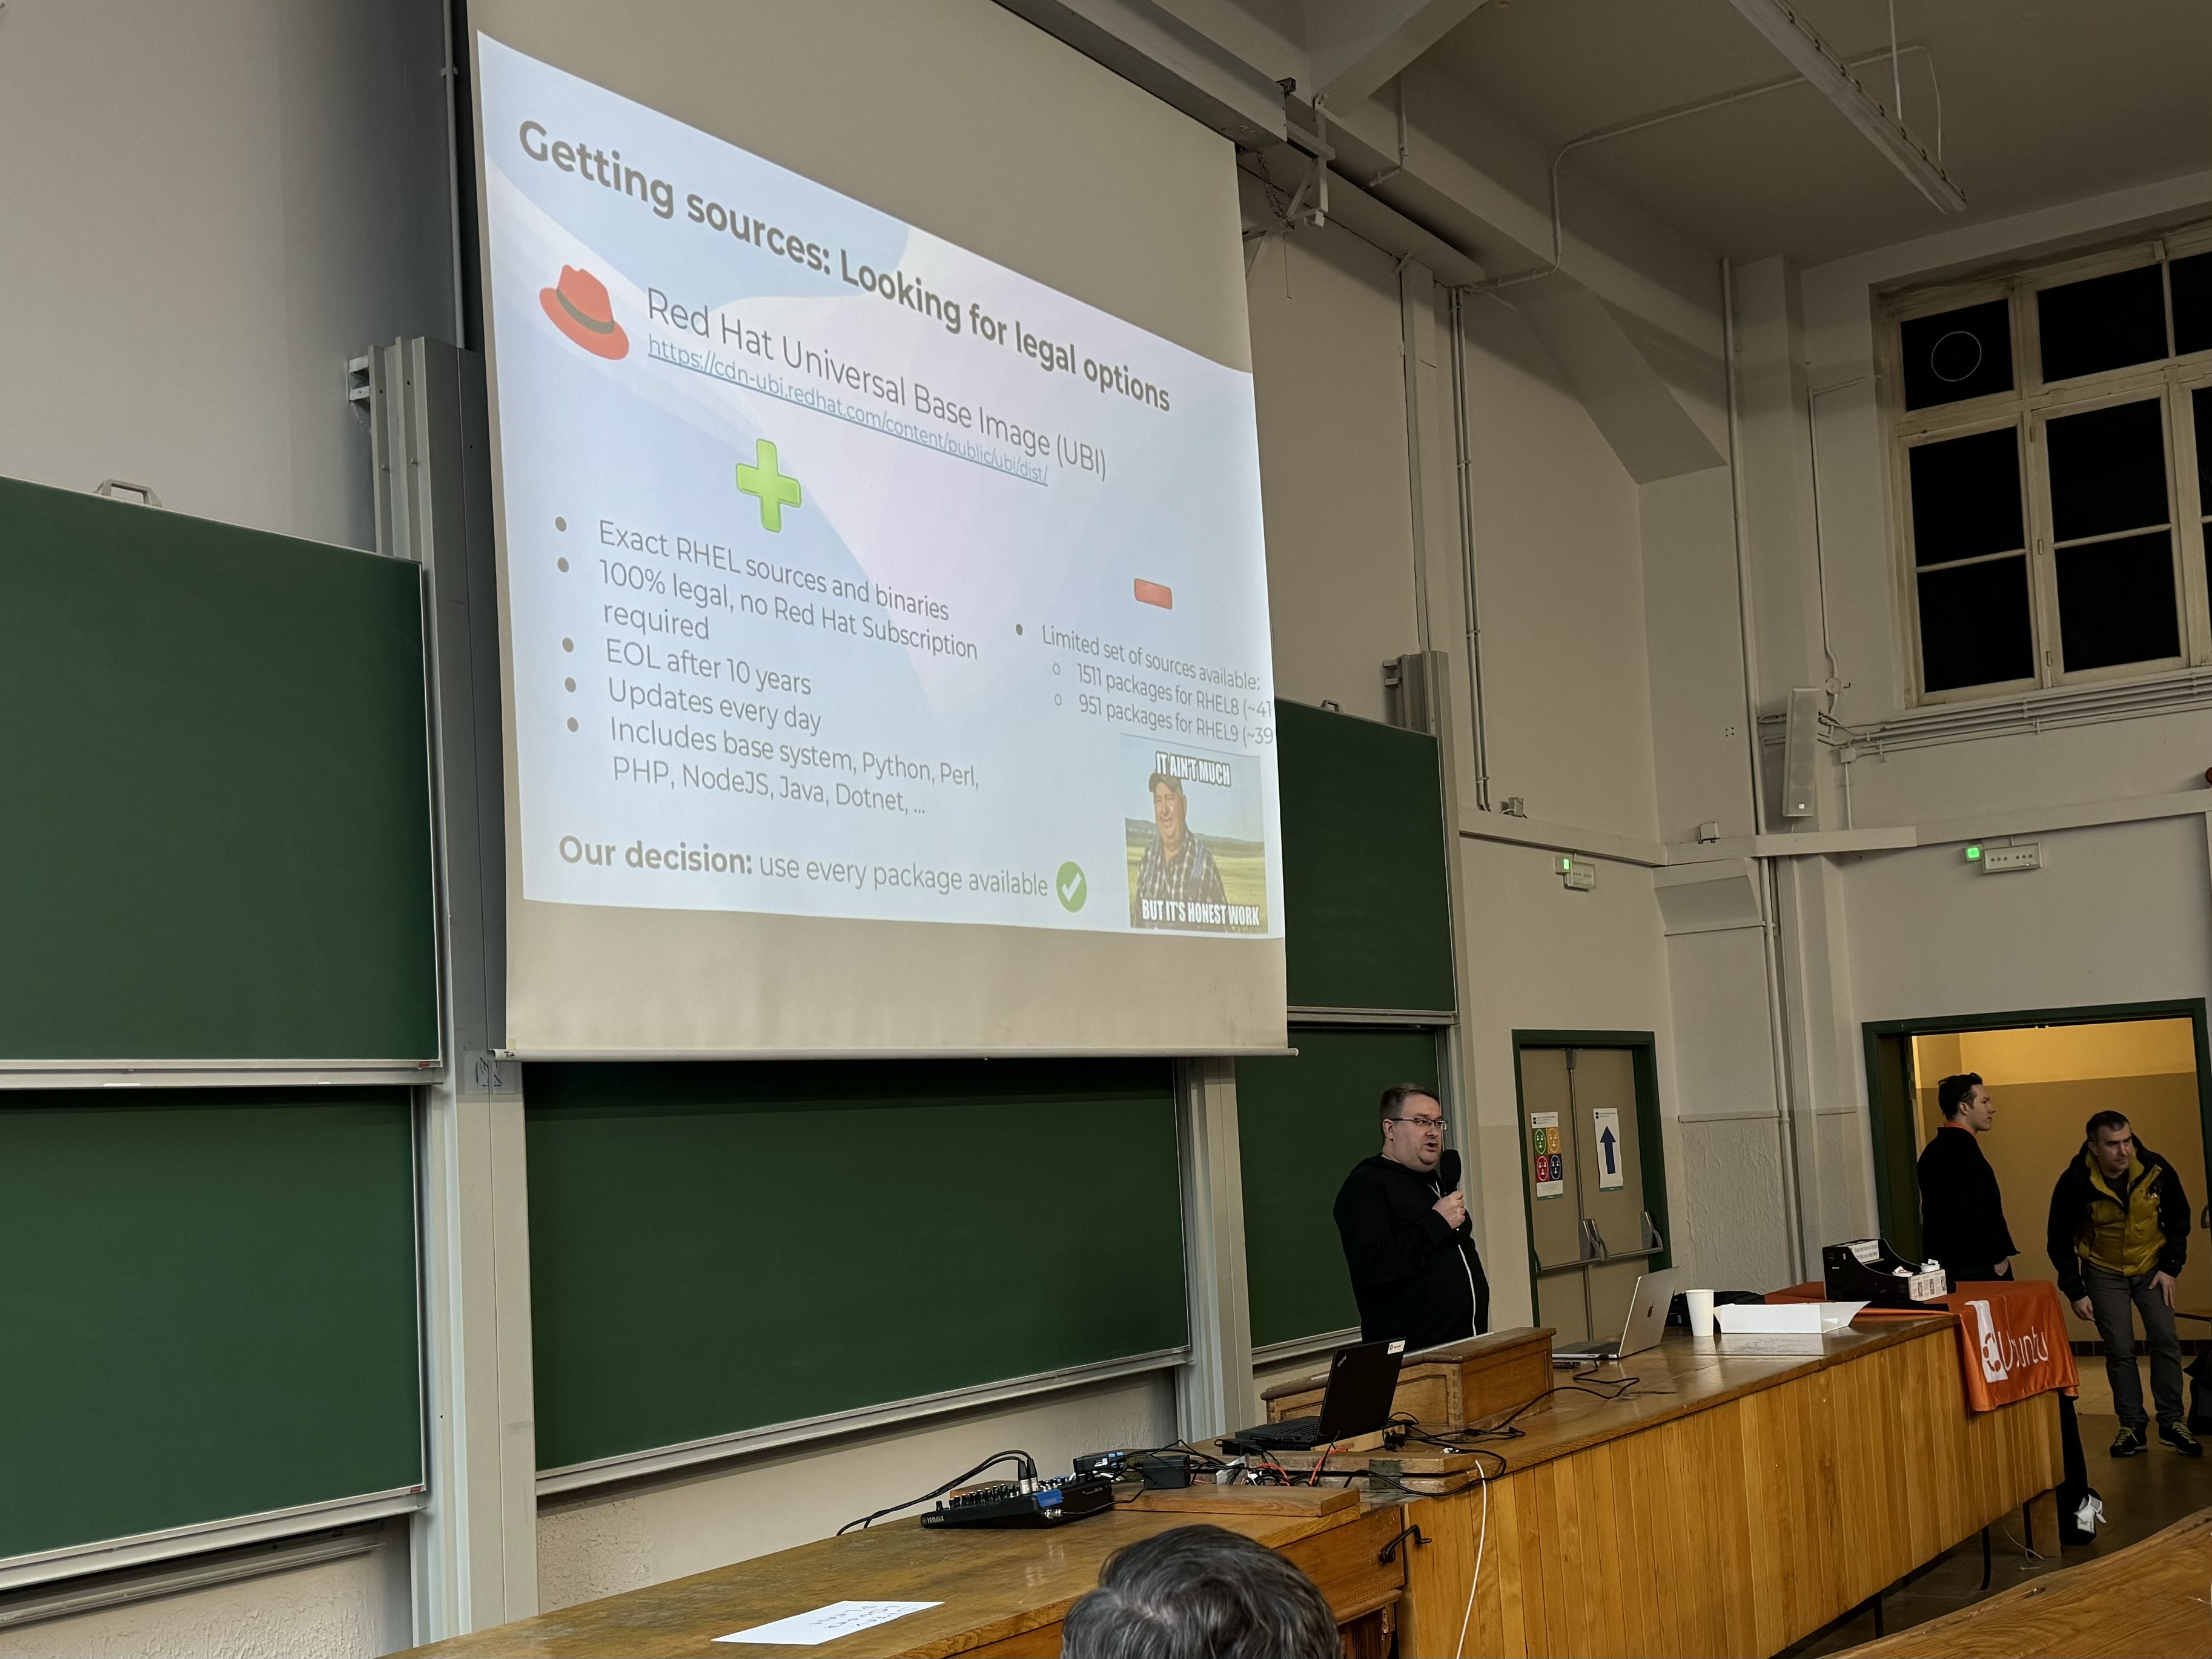 Getting sources: Looking for legal options
Red Hat Universal Base Image (UBI)
https://cdn-ubi.redhat.com/content/public/ubi/dist/
Exact RHEL sources and binaries
100% legal, no Red Hat Subscription
required
EOL after 10 years
Updates every day
Includes base system, Python, Perl,
PHP, NodeJS, Java, Dotnet, ...
Limited set of sources available:
1511 packages for RHEL8 (~41
951 packages for RHEL9 (~39
IT AIN'T MUCH
BUT IT'S HONEST WORK
Our decision: use every package available
Ubuntu
YAMAHA